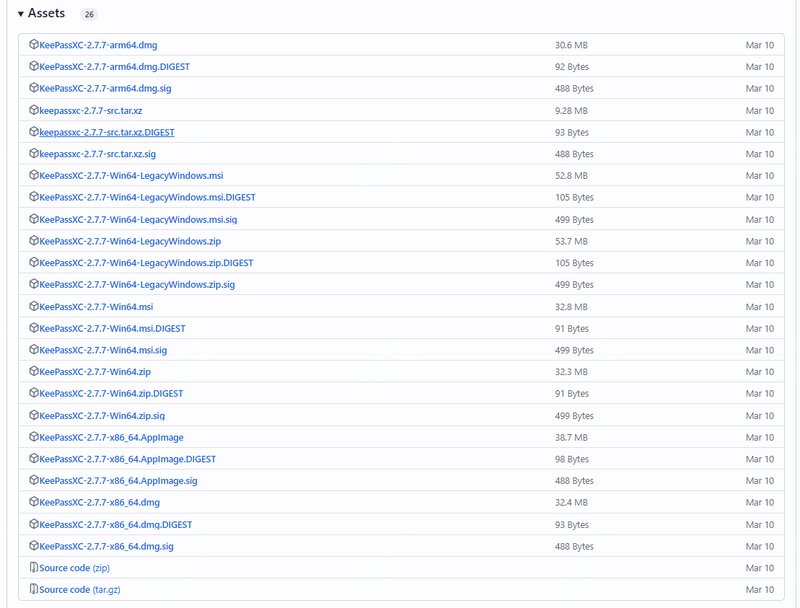 Assets 26
KeePassXC-2.7.7-arm64.dmg 30.6 MB Mar 10
KeePassXC-2.7.7-arm64.dmg.DIGEST 92 Bytes Mar 10
KeePassXC-2.7.7-arm64.dmg.sig 488 Bytes Mar 10
keepassxc-2.7.7-src.tar.xz 9.28 MB Mar 10
keepassxc-2.7.7-src.tar.xz.DIGEST 93 Bytes Mar 10
keepassxc-2.7.7-src.tar.xz.sig 488 Bytes Mar 10
KeePassXC-2.7.7-Win64-LegacyWindows.msi 52.8 MB Mar 10
KeePassXC-2.7.7-Win64-LegacyWindows.msi.DIGEST 105 Bytes Mar 10
KeePassXC-2.7.7-Win64-LegacyWindows.msi.sig 499 Bytes Mar 10
KeePassXC-2.7.7-Win64-LegacyWindows.zip 53.7 MB Mar 10
KeePassXC-2.7.7-Win64-LegacyWindows.zip.DIGEST 105 Bytes Mar 10
KeePassXC-2.7.7-Win64-LegacyWindows.zip.sig 499 Bytes Mar 10
KeePassXC-2.7.7-Win64.msi 32.8 MB Mar 10
KeePassXC-2.7.7-Win64.msi.DIGEST 91 Bytes Mar 10
KeePassXC-2.7.7-Win64.msi.sig 499 Bytes Mar 10
KeePassXC-2.7.7-Win64.zip 32.3 MB Mar 10
KeePassXC-2.7.7-Win64.zip.DIGEST 91 Bytes Mar 10
KeePassXC-2.7.7-Win64.zip.sig 499 Bytes Mar 10
KeePassXC-2.7.7-x86_64.AppImage 38.7 MB Mar 10
KeePassXC-2.7.7-x86_64.AppImage.DIGEST 98 Bytes Mar 10
KeePassXC-2.7.7-x86_64.AppImage.sig 488 Bytes Mar 10
KeePassXC-2.7.7-x86_64.dmg 32.4 MB Mar 10
KeePassXC-2.7.7-x86_64.dmg.DIGEST 93 Bytes Mar 10
KeePassXC-2.7.7-x86_64.dmg.sig 488 Bytes Mar 10
Source code (zip) Mar 10
Source code (tar.gz) Mar 10